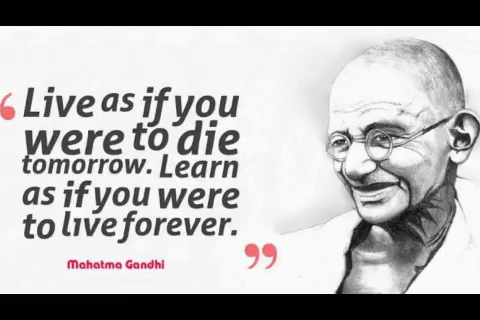 ‘Live as if you
were to die
tomorrow. Learn
as if you were
to live forever.
Mahatma Gandhi ”